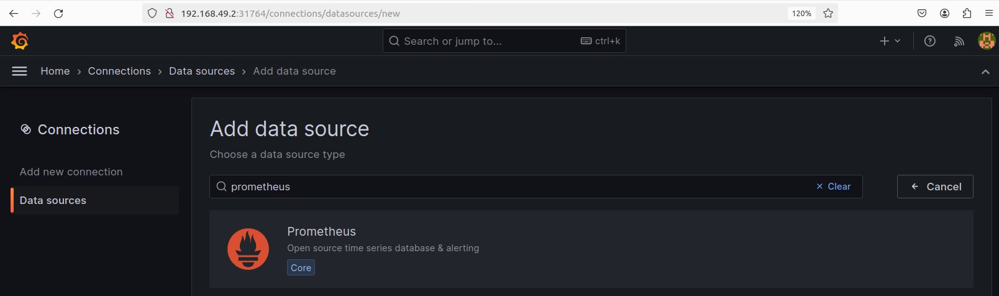 192.168.49.2:31764/connections/datasources/new 120%
Search or jump to... ctrl+k
Home › Connections › Data sources › Add data source
Connections
Add new connection
Data sources
Add data source
Choose a data source type
prometheus Clear Cancel
Prometheus
Open source time series database & alerting
Core